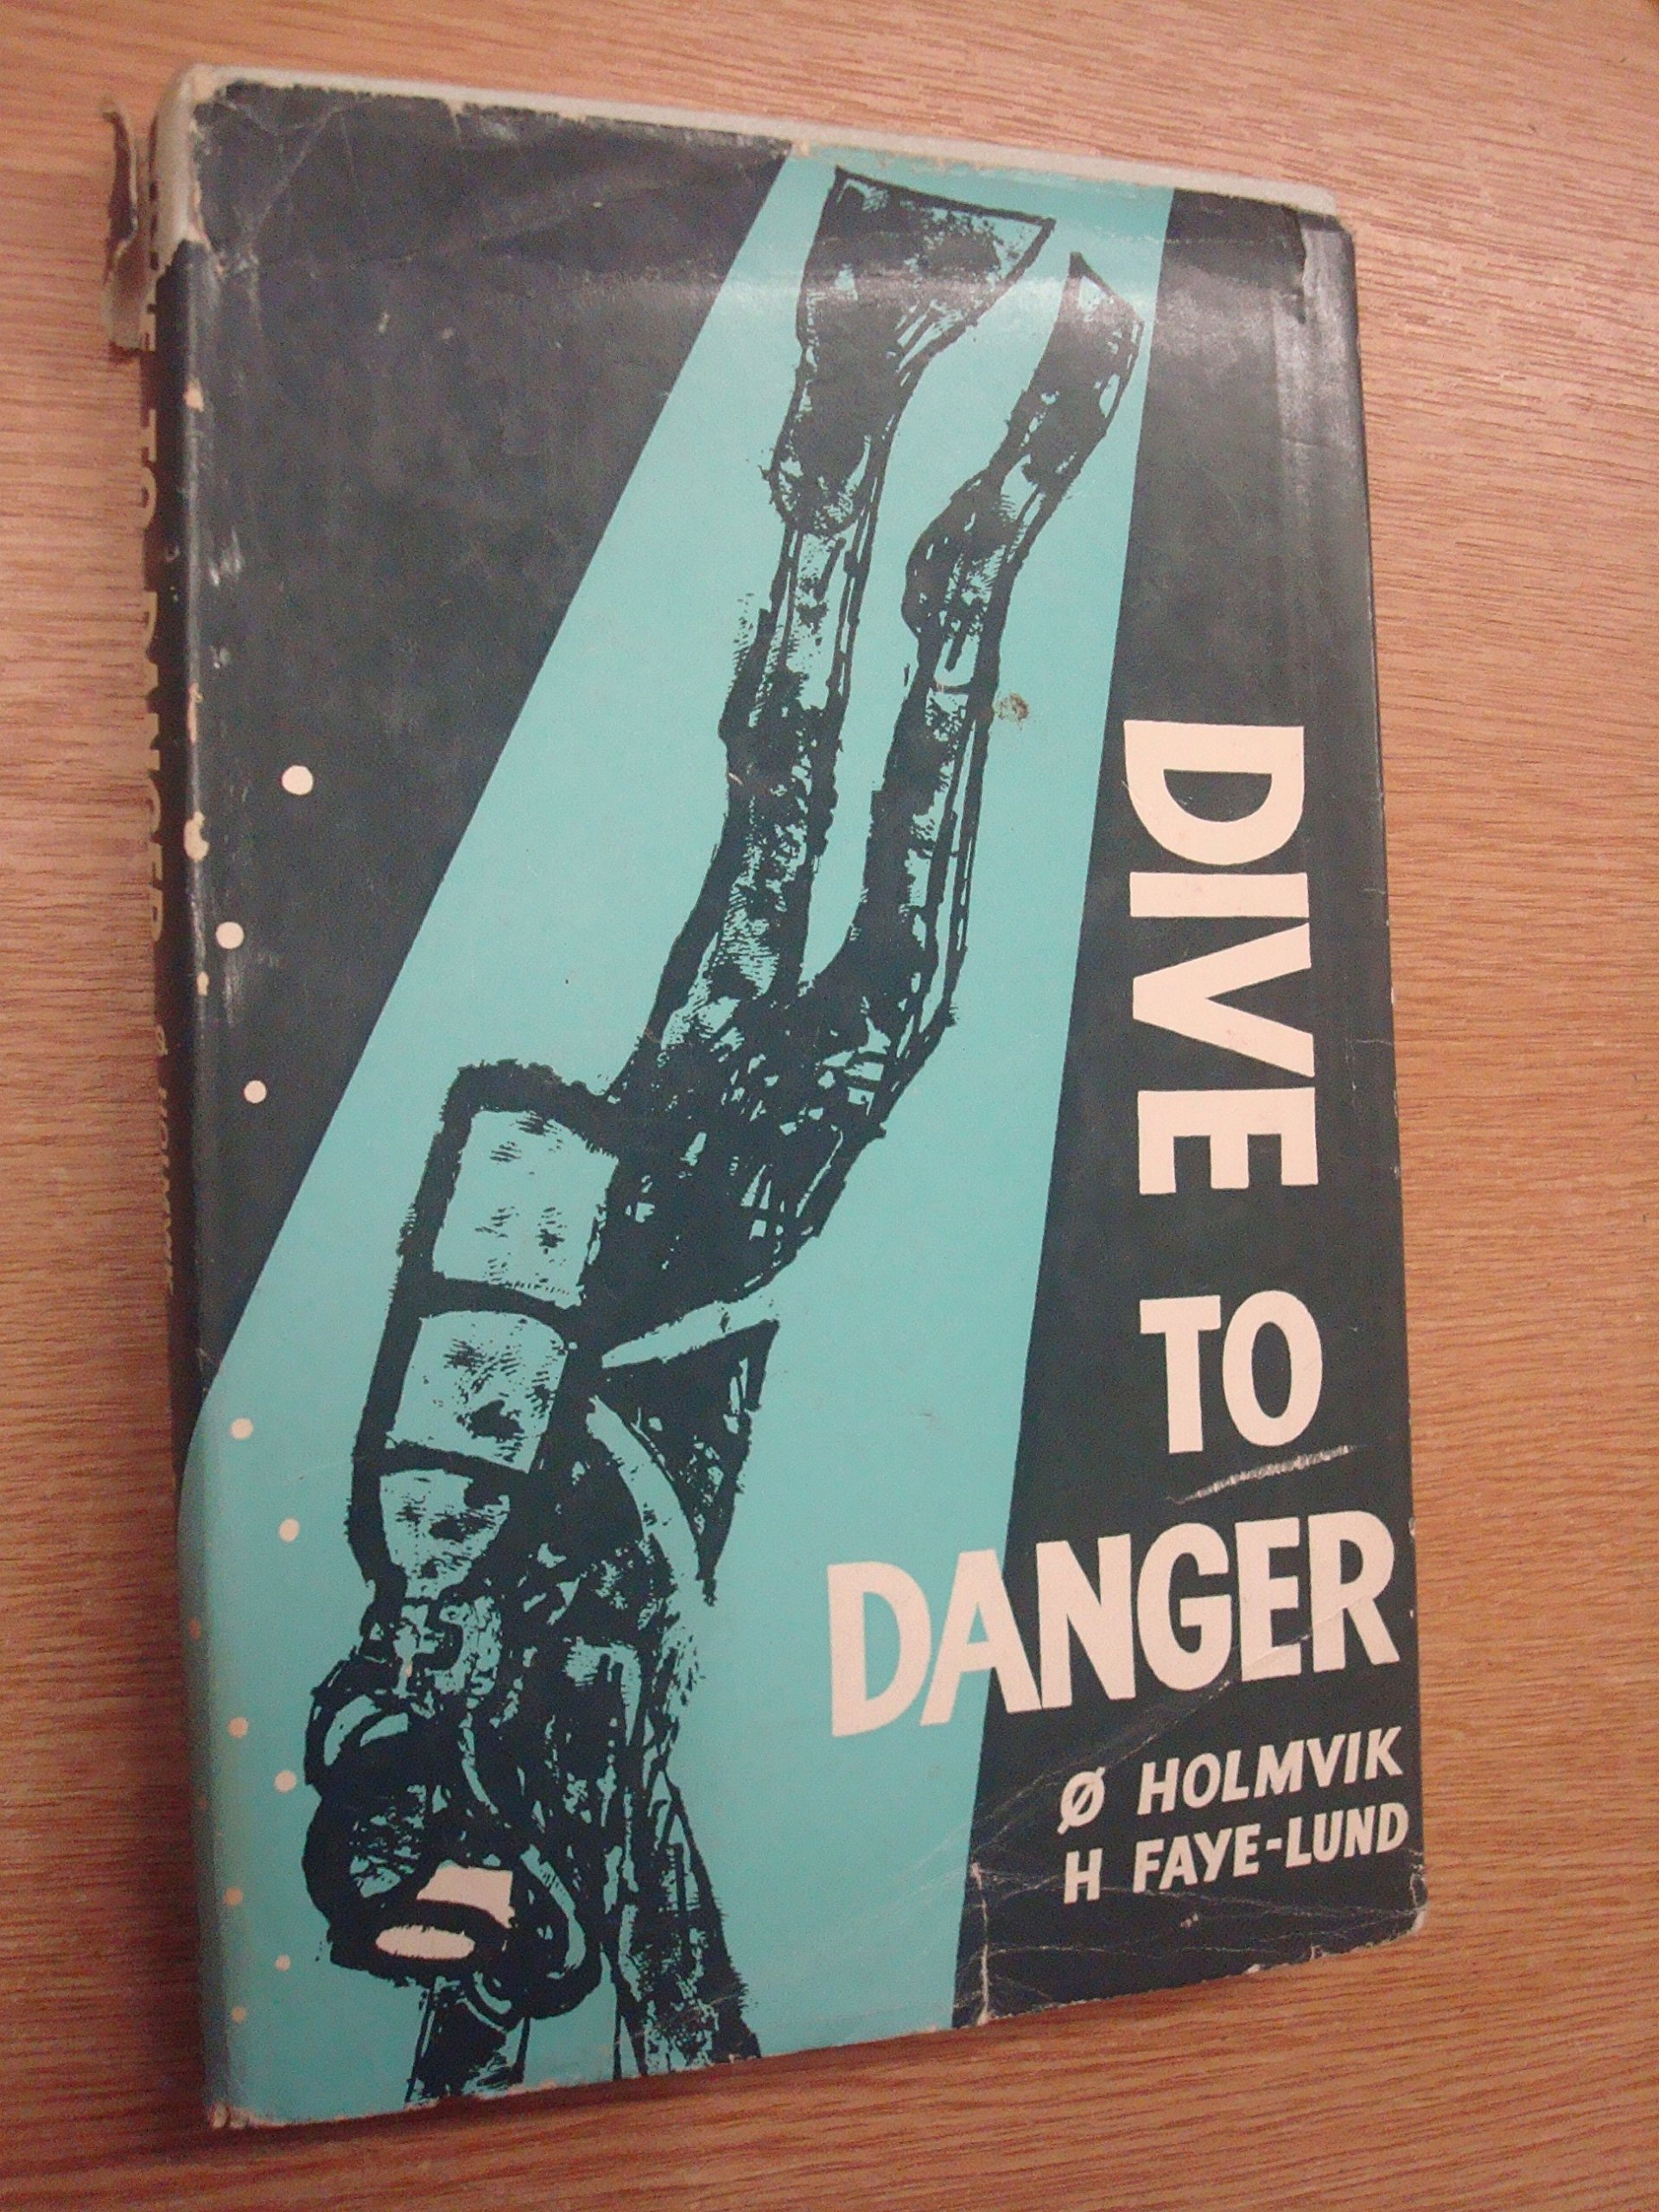 DIVE TO
DANGER
Ø HOLMVIK
H FAYE-LUND